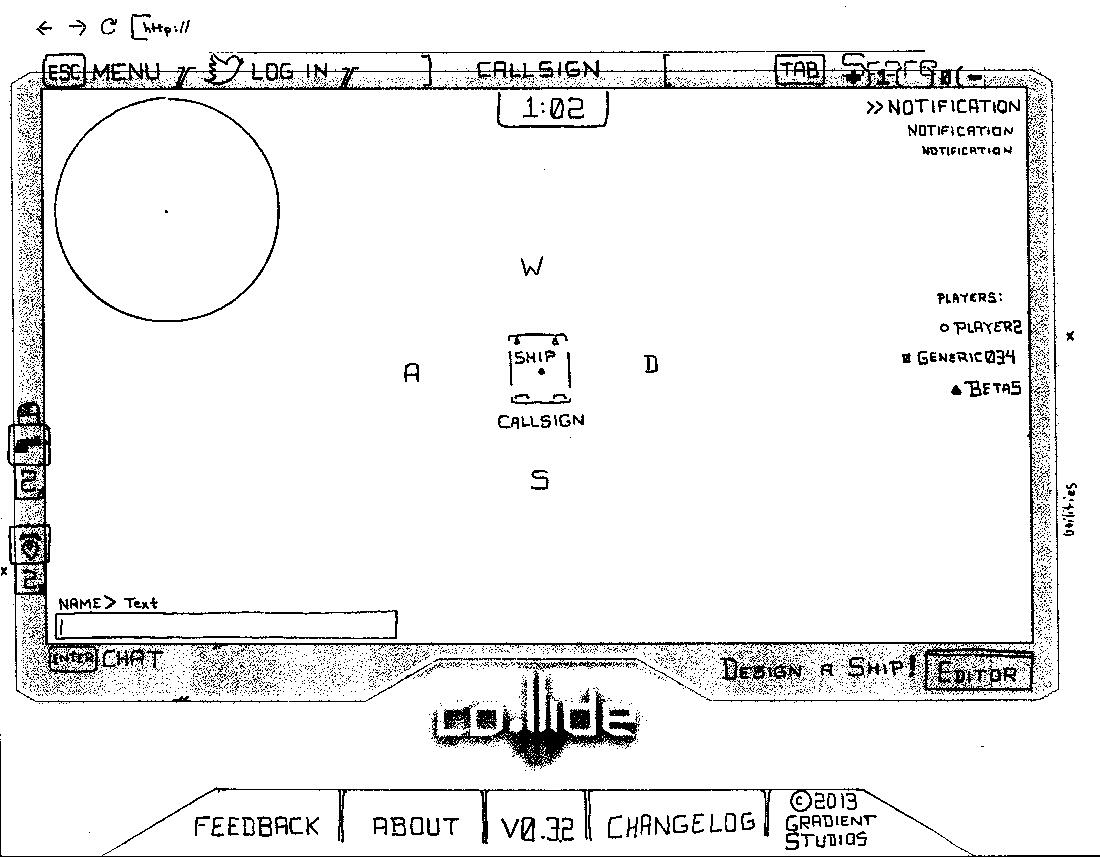 http://
ESC MENU LOG IN CALLSIGN TAB Score
1:02
>> NOTIFICATION
NOTIFICATION
NOTIFICATION
W
PLAYERS:
PLAYER2
SHIP
A D
GENERIC034
BETA5
CALLSIGN
S
Utilities
NAME> Text
ENTER CHAT
DESIGN A SHIP! EDITOR
collide
FEEDBACK ABOUT V0.32 CHANGELOG ©2013
GRADIENT
STUDIOS